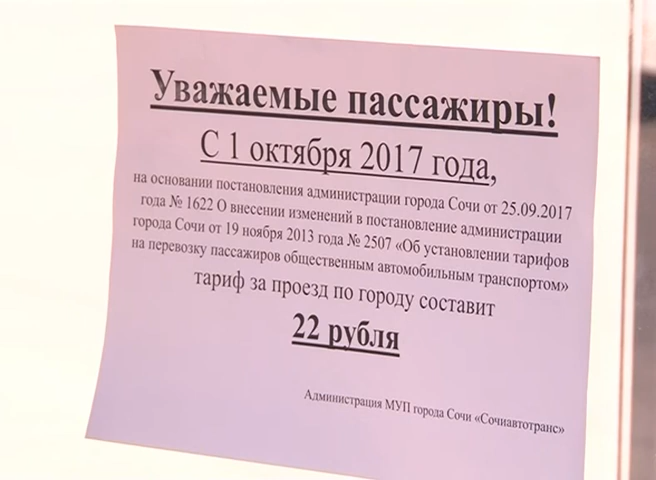 Уважаемые пассажиры!
С 1 октября 2017 года,
на основании постановления администрации города Сочи от 25.09.2017
года № 1622 О внесении изменений в постановление администрации
города Сочи от 19 ноября 2013 года № 2507 «Об установлении тарифов
на перевозку пассажиров общественным автомобильным транспортом»
тариф за проезд по городу составит
22 рубля
Администрация МУП города Сочи «Сочиавтотранс»